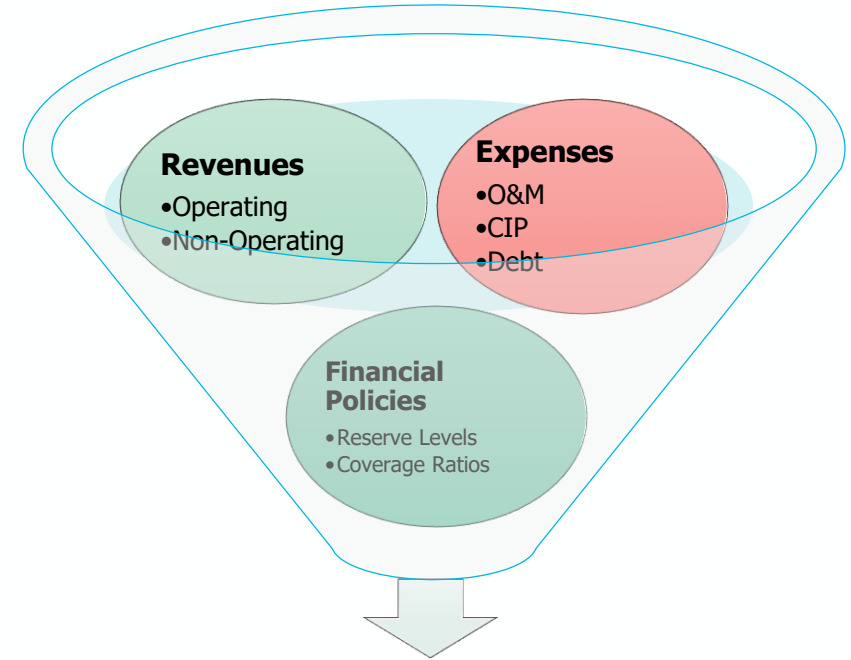 Revenues
•Operating
•Non-Operating
Expenses
•O&M
•CIP
•Debt
Financial
Policies
•Reserve Levels
•Coverage Ratios